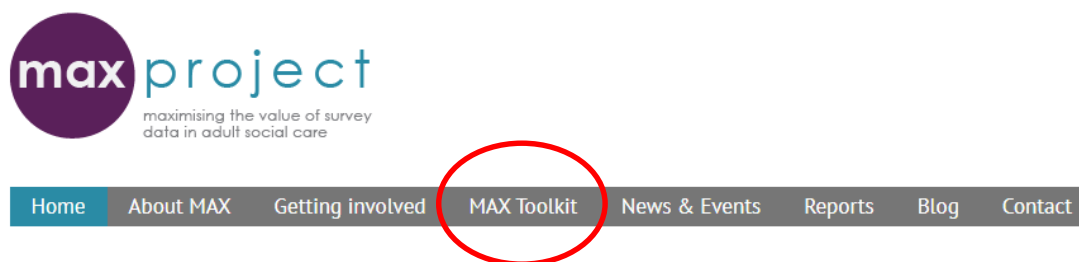 max project
maximising the value of survey
data in adult social care
Home About MAX Getting involved MAX Toolkit News & Events Reports Blog Contact